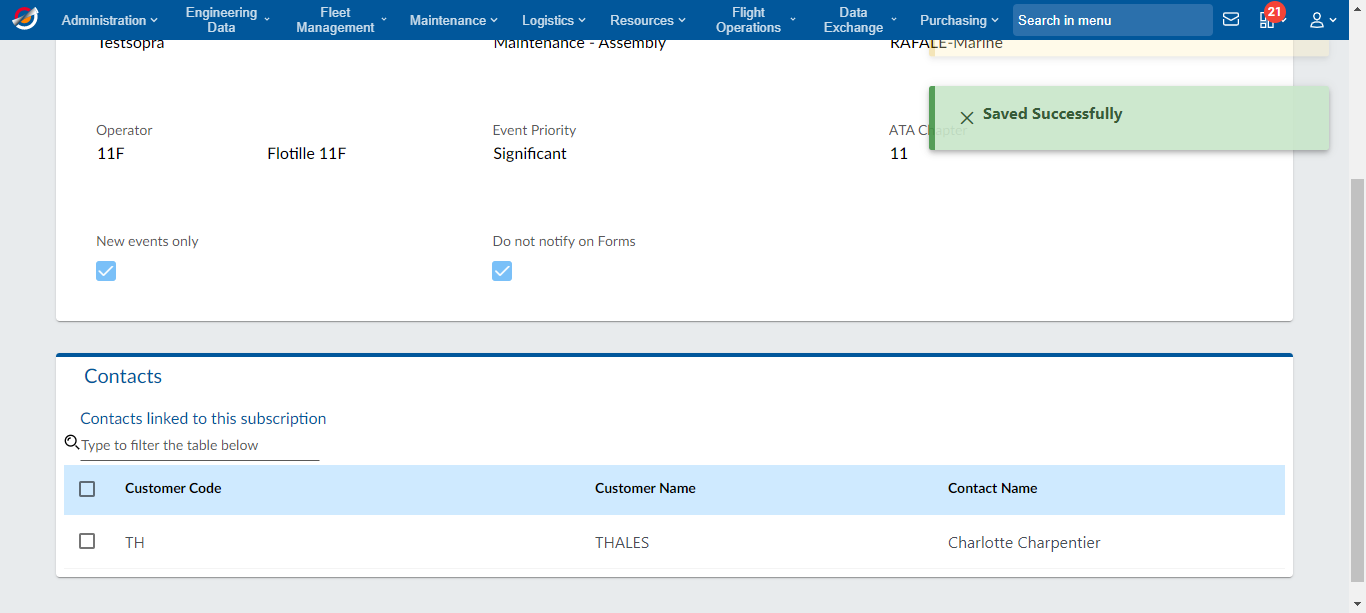 Administration
Engineering Data
Fleet Management
Maintenance
Logistics
Resources
Flight Operations
Data Exchange
Purchasing
Search in menu
21
Testsopra
Maintenance - Assembly
RAFALE-Marine
Saved Successfully
Operator
Event Priority
ATA Chapter
11F
Flotille 11F
Significant
11
New events only
Do not notify on Forms
Contacts
Contacts linked to this subscription
Type to filter the table below
Customer Code
Customer Name
Contact Name
TH
THALES
Charlotte Charpentier